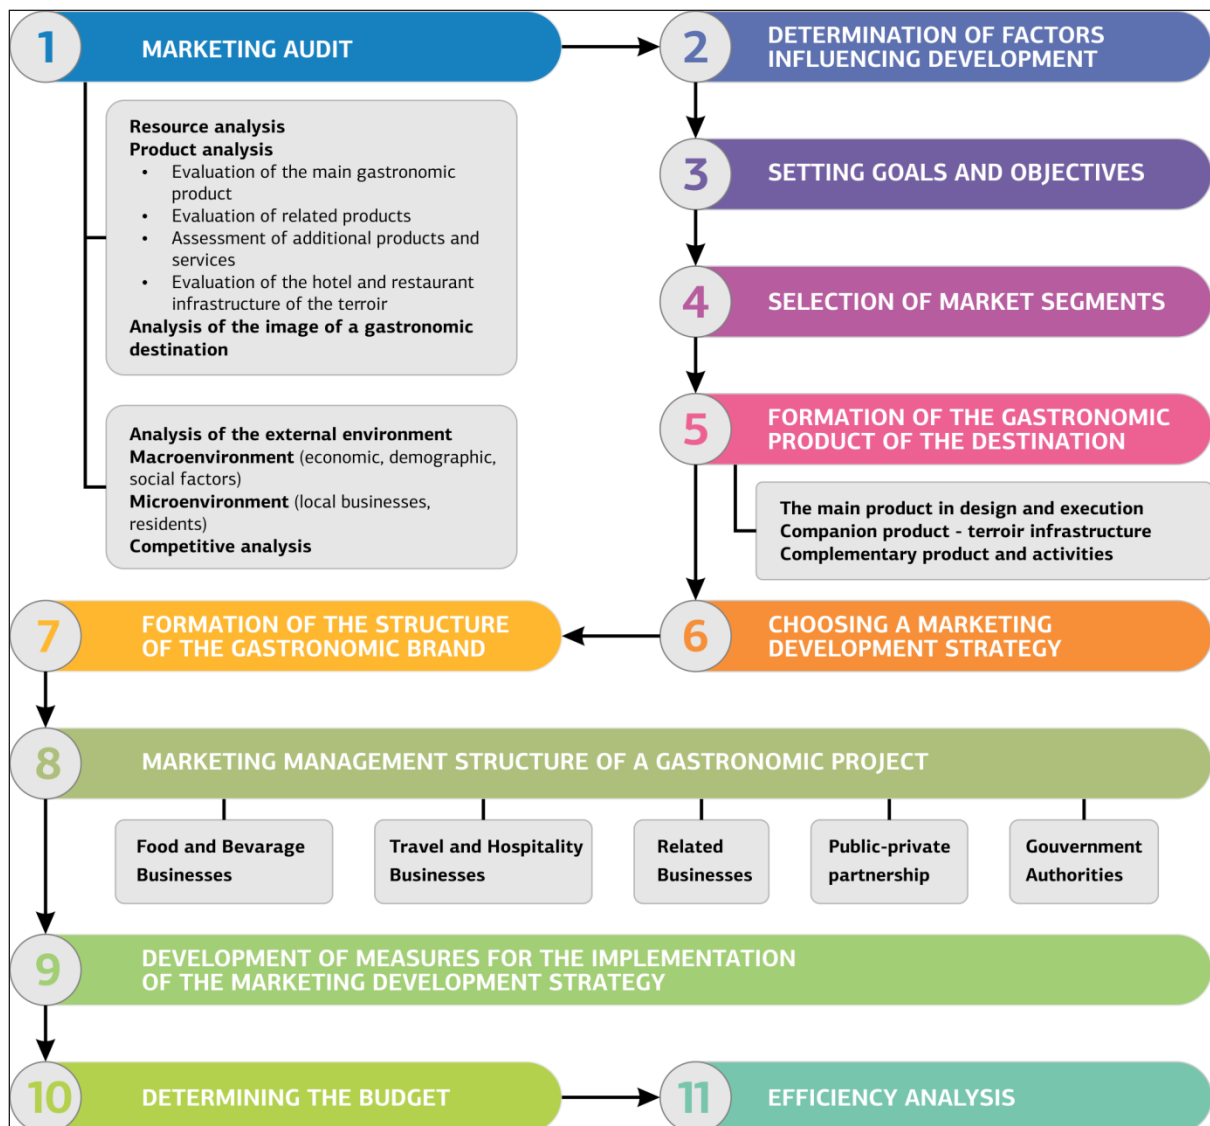 1
MARKETING AUDIT
Resource analysis
Product analysis
• Evaluation of the main gastronomic
product
• Evaluation of related products
• Assessment of additional products and
services
• Evaluation of the hotel and restaurant
infrastructure of the terroir
Analysis of the image of a gastronomic
destination
Analysis of the external environment
Macroenvironment (economic, demographic,
social factors)
Microenvironment (local businesses,
residents)
Competitive analysis
2
DETERMINATION OF FACTORS
INFLUENCING DEVELOPMENT
3
SETTING GOALS AND OBJECTIVES
4
SELECTION OF MARKET SEGMENTS
5
FORMATION OF THE GASTRONOMIC
PRODUCT OF THE DESTINATION
The main product in design and execution
Companion product - terroir infrastructure
Complementary product and activities
6
CHOOSING A MARKETING
DEVELOPMENT STRATEGY
7
FORMATION OF THE STRUCTURE
OF THE GASTRONOMIC BRAND
8
MARKETING MANAGEMENT STRUCTURE OF A GASTRONOMIC PROJECT
Food and Bevarage
Businesses
Travel and Hospitality
Businesses
Related
Businesses
Public-private
partnership
Gouvernment
Authorities
9
DEVELOPMENT OF MEASURES FOR THE IMPLEMENTATION
OF THE MARKETING DEVELOPMENT STRATEGY
10
DETERMINING THE BUDGET
11
EFFICIENCY ANALYSIS